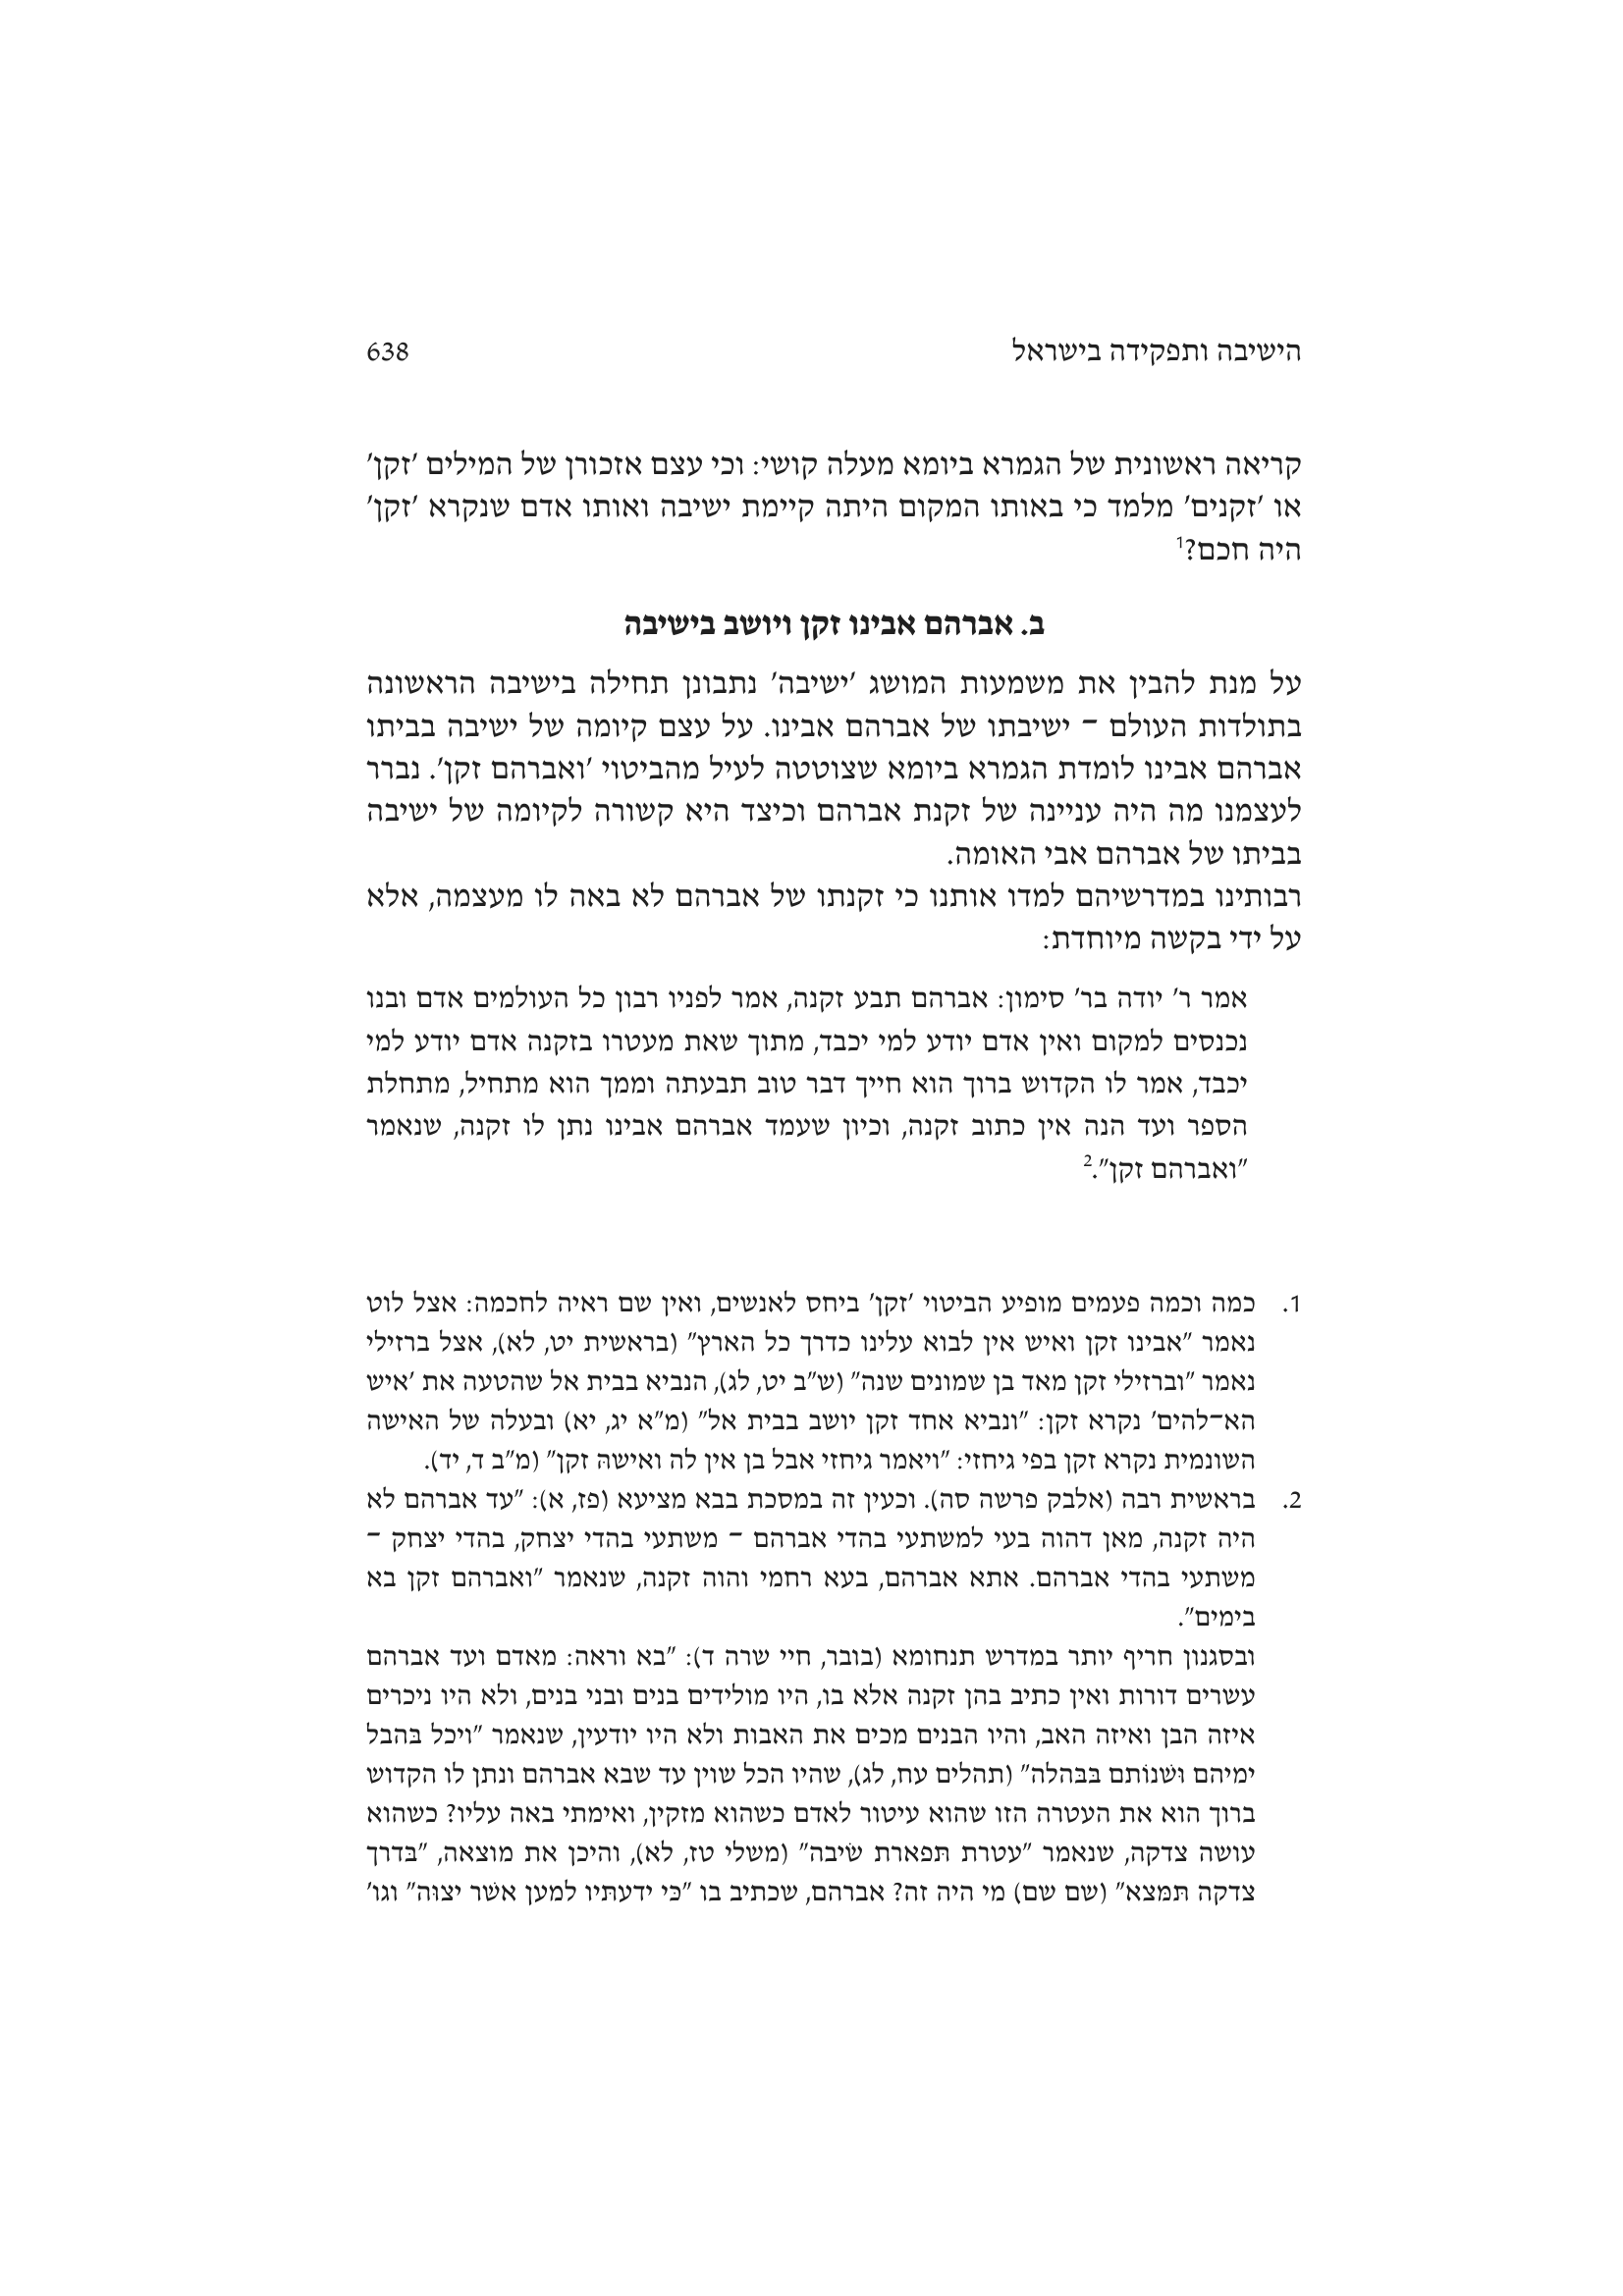 הישיבה ותפקידה בישראל 638
קריאה ראשונית של הגמרא ביומא מעלה קושי: וכי עצם אזכורן של המילים 'זקן'
או 'זקנים' מלמד כי באותו המקום היתה קיימת ישיבה ואותו אדם שנקרא 'זקן'
היה חכם?1
ב. אברהם אבינו זקן ויושב בישיבה
על מנת להבין את משמעות המושג 'ישיבה' נתבונן תחילה בישיבה הראשונה
בתולדות העולם – ישיבתו של אברהם אבינו. על עצם קיומה של ישיבה בביתו
אברהם אבינו לומדת הגמרא ביומא שצוטטה לעיל מהביטוי 'ואברהם זקן'. נברר
לעצמנו מה היה עניינה של זקנת אברהם וכיצד היא קשורה לקיומה של ישיבה
בביתו של אברהם אבי האומה.
רבותינו במדרשיהם למדו אותנו כי זקנתו של אברהם לא באה לו מעצמה, אלא
על ידי בקשה מיוחדת:
אמר ר' יודה בר' סימון: אברהם תבע זקנה, אמר לפניו רבון כל העולמים אדם ובנו
נכנסים למקום ואין אדם יודע למי יכבד, מתוך שאת מעטרו בזקנה אדם יודע למי
יכבד, אמר לו הקדוש ברוך הוא חייך דבר טוב תבעתה וממך הוא מתחיל, מתחלת
הספר ועד הנה אין כתוב זקנה, וכיון שעמד אברהם אבינו נתן לו זקנה, שנאמר
"ואברהם זקן".2
1. כמה וכמה פעמים מופיע הביטוי 'זקן' ביחס לאנשים, ואין שם ראיה לחכמה: אצל לוט
נאמר "אבינו זקן ואיש אין לבוא עלינו כדרך כל הארץ" (בראשית יט, לא), אצל ברזילי
נאמר "וברזילי זקן מאד בן שמונים שנה" (ש"ב יט, לג), הנביא בבית אל שהטעה את 'איש
הא־להים' נקרא זקן: "ונביא אחד זקן יושב בבית אל" (מ"א יג, יא) ובעלה של האישה
השונמית נקרא זקן בפי גיחזי: "ויאמר גיחזי אבל בן אין לה ואישהּ זקן" (מ"ב ד, יד).
2. בראשית רבה (אלבק פרשה סה). וכעין זה במסכת בבא מציעא (פז, א): "עד אברהם לא
היה זקנה, מאן דהוה בעי למשתעי בהדי אברהם – משתעי בהדי יצחק, בהדי יצחק –
משתעי בהדי אברהם. אתא אברהם, בעא רחמי והוה זקנה, שנאמר "ואברהם זקן בא
בימים".
ובסגנון חריף יותר במדרש תנחומא (בובר, חיי שרה ד): "בא וראה: מאדם ועד אברהם
עשרים דורות ואין כתיב בהן זקנה אלא בו, היו מולידים בנים ובני בנים, ולא היו ניכרים
איזה הבן ואיזה האב, והיו הבנים מכים את האבות ולא היו יודעין, שנאמר "ויכל בּהבל
ימיהם וּשׁנוֹתם בּבּהלה" (תהלים עח, לג), שהיו הכל שוין עד שבא אברהם ונתן לו הקדוש
ברוך הוא את העטרה הזו שהוא עיטור לאדם כשהוא מזקין, ואימתי באה עליו? כשהוא
עושה צדקה, שנאמר "עטרת תּפארת שׂיבה" (משלי טז, לא), והיכן את מוצאה, "בּדרך
צדקה תּמּצא" (שם שם) מי היה זה? אברהם, שכתיב בו "כּי ידעתּיו למען אשׁר יצוּה" וגו'